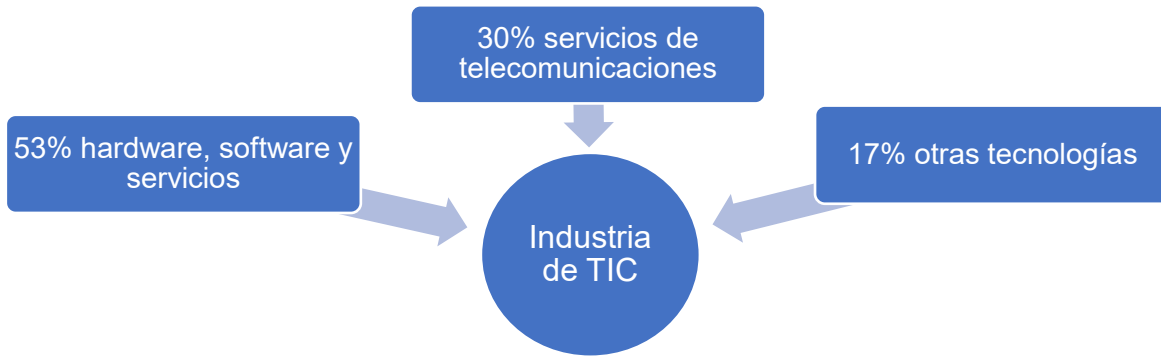 30% servicios de
telecomunicaciones
53% hardware, software y
servicios
17% otras tecnologías
Industria
de TIC